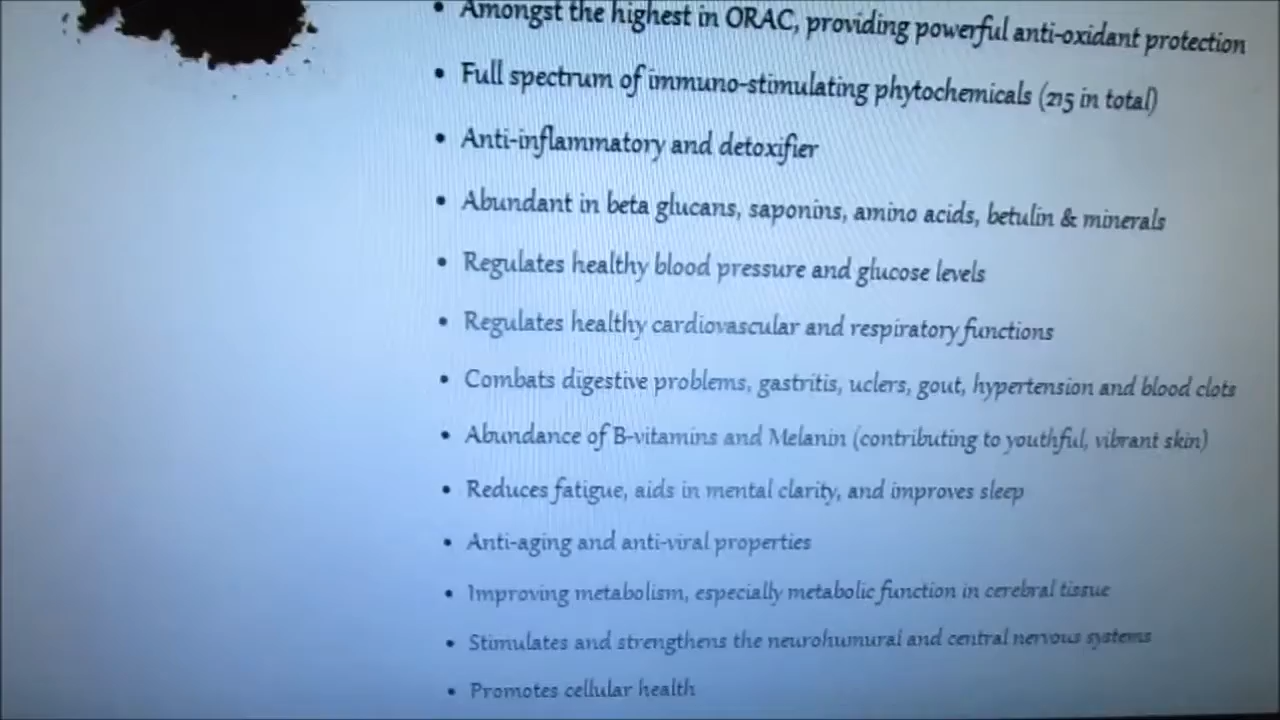 • Amongst the highest in ORAC, providing powerful anti-oxidant protection
• Full spectrum of immuno-stimulating phytochemicals (215 in total)
• Anti-inflammatory and detoxifier
• Abundant in beta glucans, saponins, amino acids, betulin & minerals
• Regulates healthy blood pressure and glucose levels
• Regulates healthy cardiovascular and respiratory functions
• Combats digestive problems, gastritis, uclers, gout, hypertension and blood clots
• Abundance of B-vitamins and Melanin (contributing to youthful, vibrant skin)
• Reduces fatigue, aids in mental clarity, and improves sleep
• Anti-aging and anti-viral properties
• Improving metabolism, especially metabolic function in cerebral tissue
• Stimulates and strengthens the neurohumural and central nervous systems
• Promotes cellular health